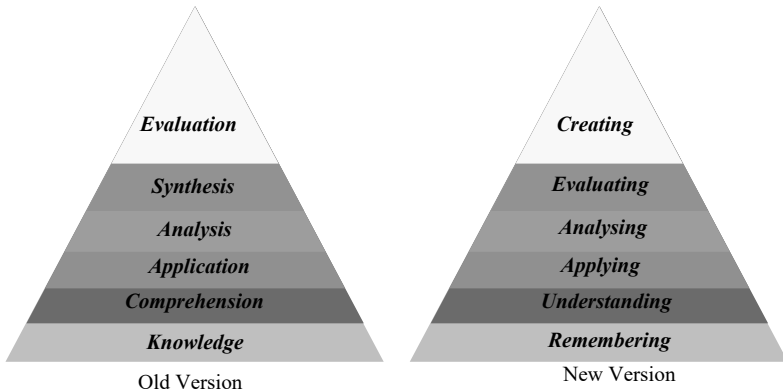 Evaluation
Synthesis
Analysis
Application
Comprehension
Knowledge
Old Version
Creating
Evaluating
Analysing
Applying
Understanding
Remembering
New Version